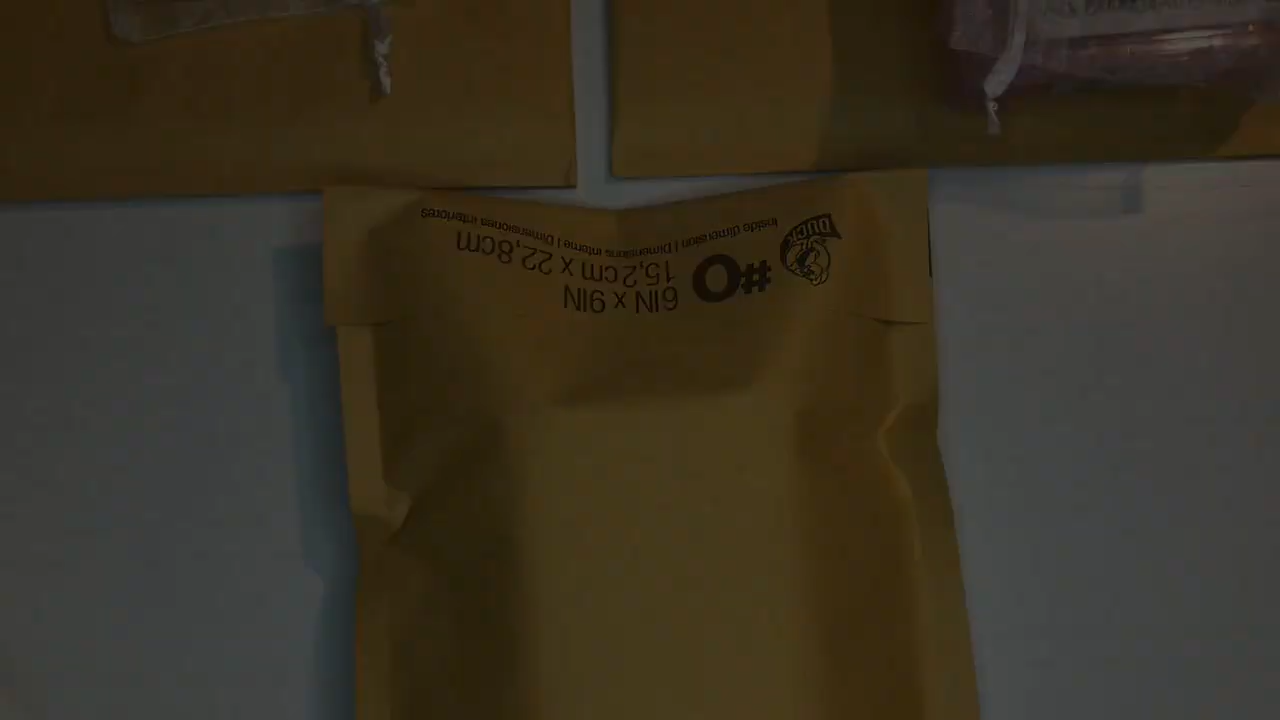 DUCK
#0
6IN x 9IN
15,2cm x 22,8cm
Inside dimension | Dimensions interne | Dimensiones interiores